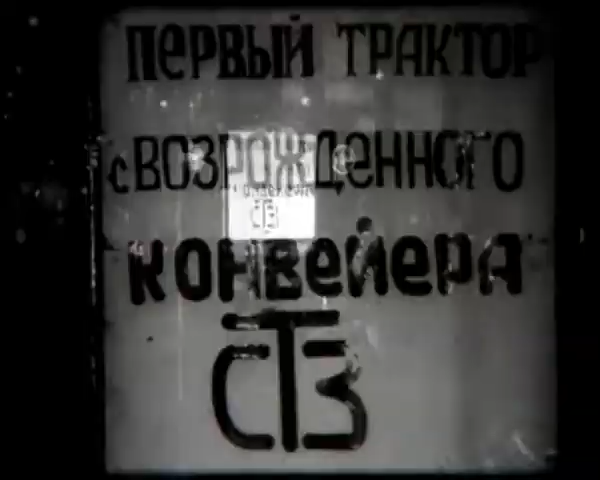 ПЕРВЫЙ ТРАКТОР
с ВОЗРОЖДЕННОГО
КОНВЕЙЕРА
СТЗ